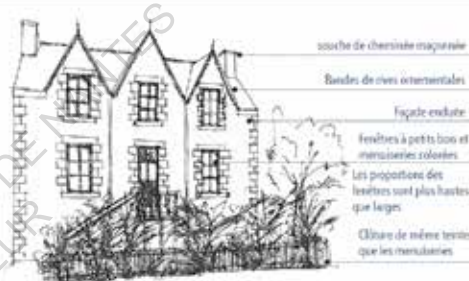 souche de cheminée maçonnée
Bandes de rives ornementales
Façade enduite
Fenêtres à petits bois et
menuiseries colorées
Les proportions des
fenêtres sont plus hautes
que larges
Clôture de même teinte
que les menuiseries